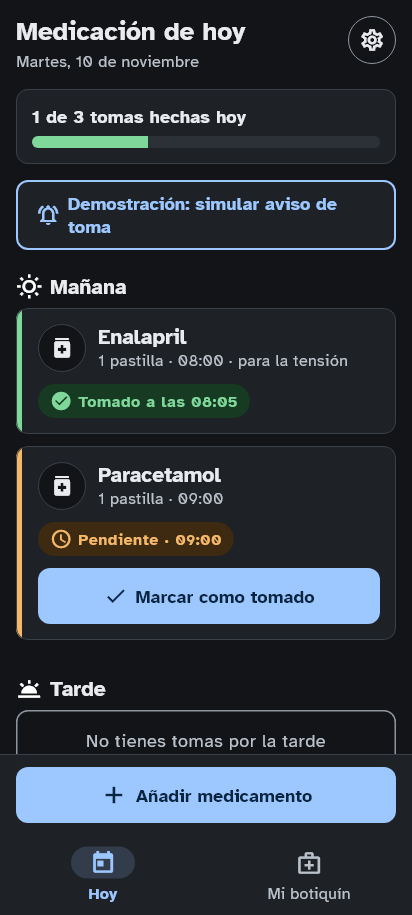 Medicación de hoy
Martes, 10 de noviembre
1 de 3 tomas hechas hoy
Demostración: simular aviso de
toma
Mañana
Enalapril
1 pastilla · 08:00 · para la tensión
Tomado a las 08:05
Paracetamol
1 pastilla · 09:00
Pendiente · 09:00
Marcar como tomado
Tarde
No tienes tomas por la tarde
Añadir medicamento
Hoy
Mi botiquín